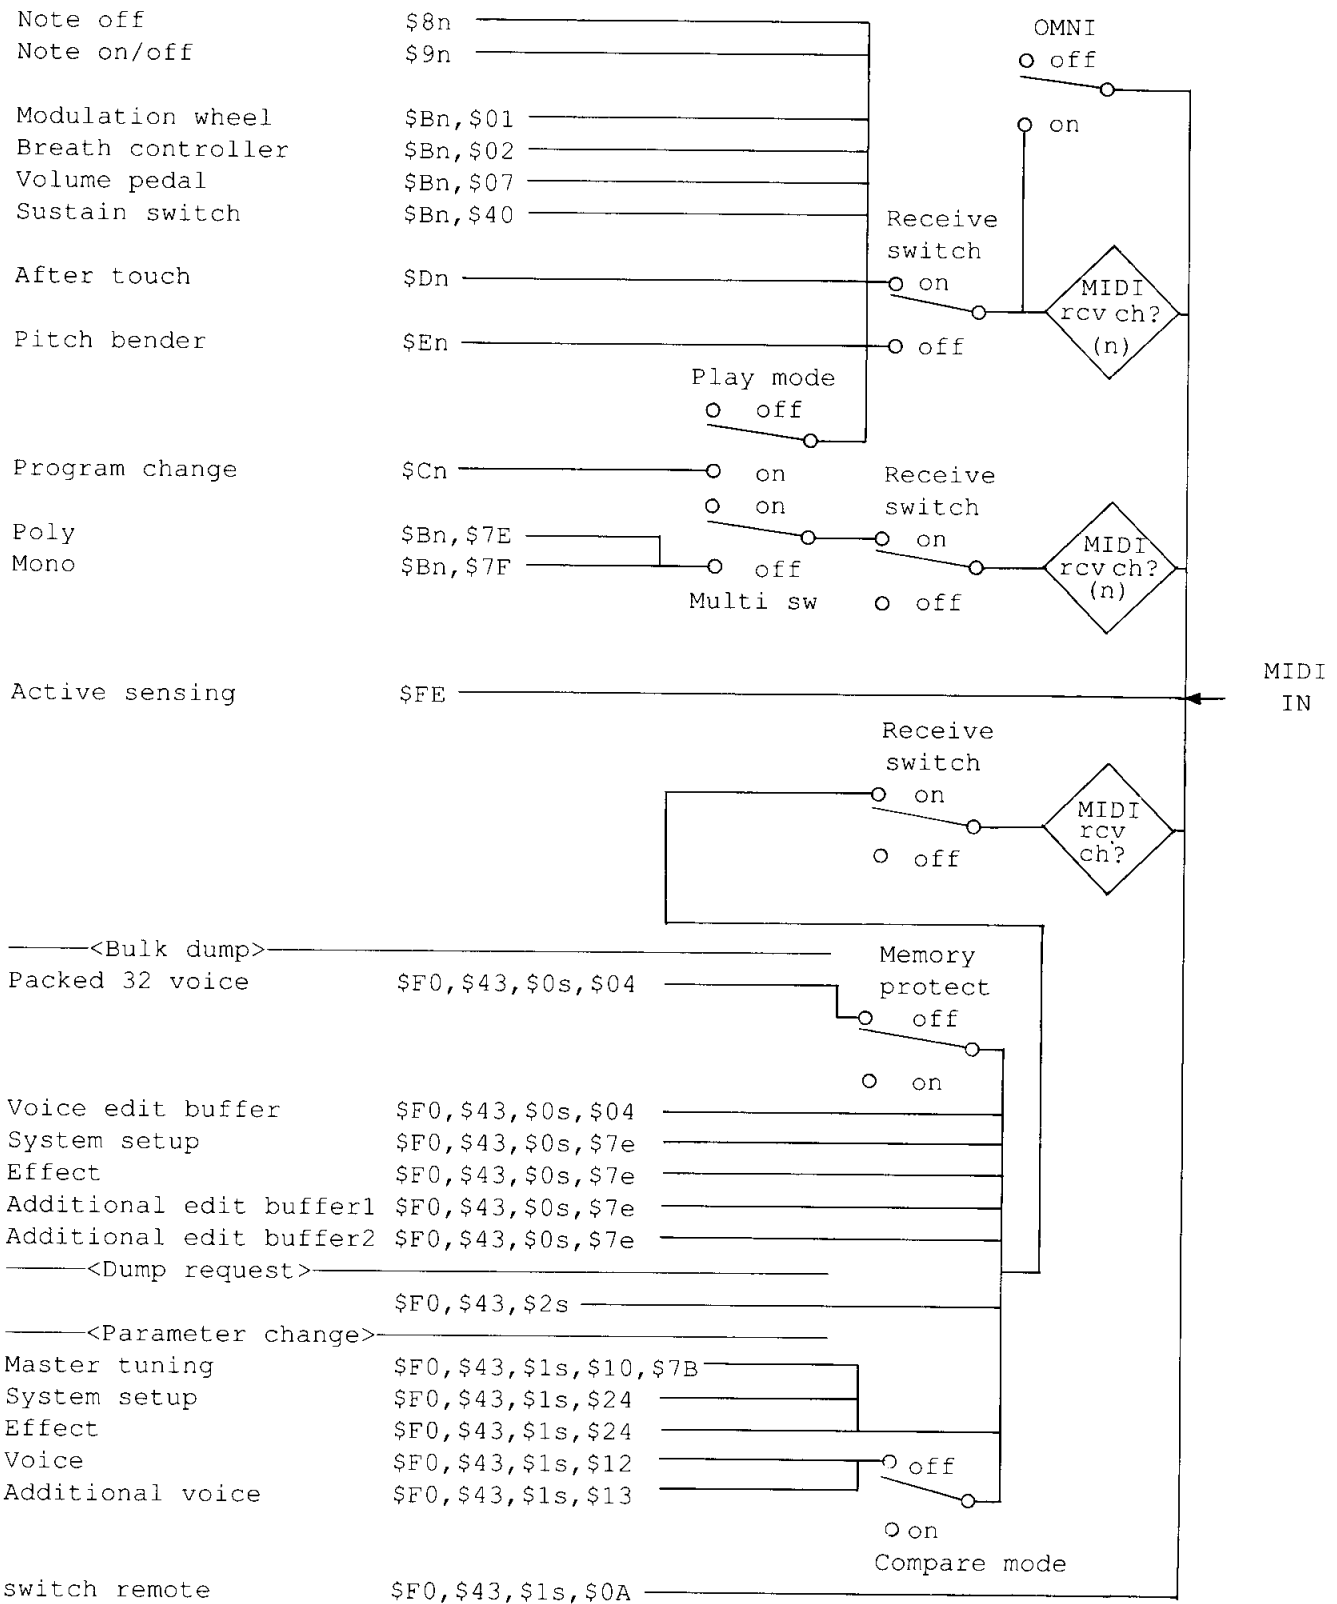 Note off $8n
OMNI
Note on/off $9n
off
Modulation wheel $Bn,$01
on
Breath controller $Bn,$02
Volume pedal $Bn,$07
Sustain switch $Bn,$40
Receive
switch
After touch $Dn
on
MIDI
rcv ch?
(n)
Pitch bender $En
off
Play mode
off
Program change $Cn
on
Receive
switch
on
Poly $Bn,$7E
on
MIDI
rcv ch?
(n)
Mono $Bn,$7F
off
Multi sw
off
Active sensing $FE
MIDI
IN
Receive
switch
on
MIDI
rcv
ch?
off
<Bulk dump>
Memory
protect
Packed 32 voice $F0,$43,$0s,$04
off
on
Voice edit buffer $F0,$43,$0s,$04
System setup $F0,$43,$0s,$7e
Effect $F0,$43,$0s,$7e
Additional edit buffer1 $F0,$43,$0s,$7e
Additional edit buffer2 $F0,$43,$0s,$7e
<Dump request>
$F0,$43,$2s
<Parameter change>
Master tuning $F0,$43,$1s,$10,$7B
System setup $F0,$43,$1s,$24
Effect $F0,$43,$1s,$24
Voice $F0,$43,$1s,$12
off
Additional voice $F0,$43,$1s,$13
on
Compare mode
switch remote $F0,$43,$1s,$0A